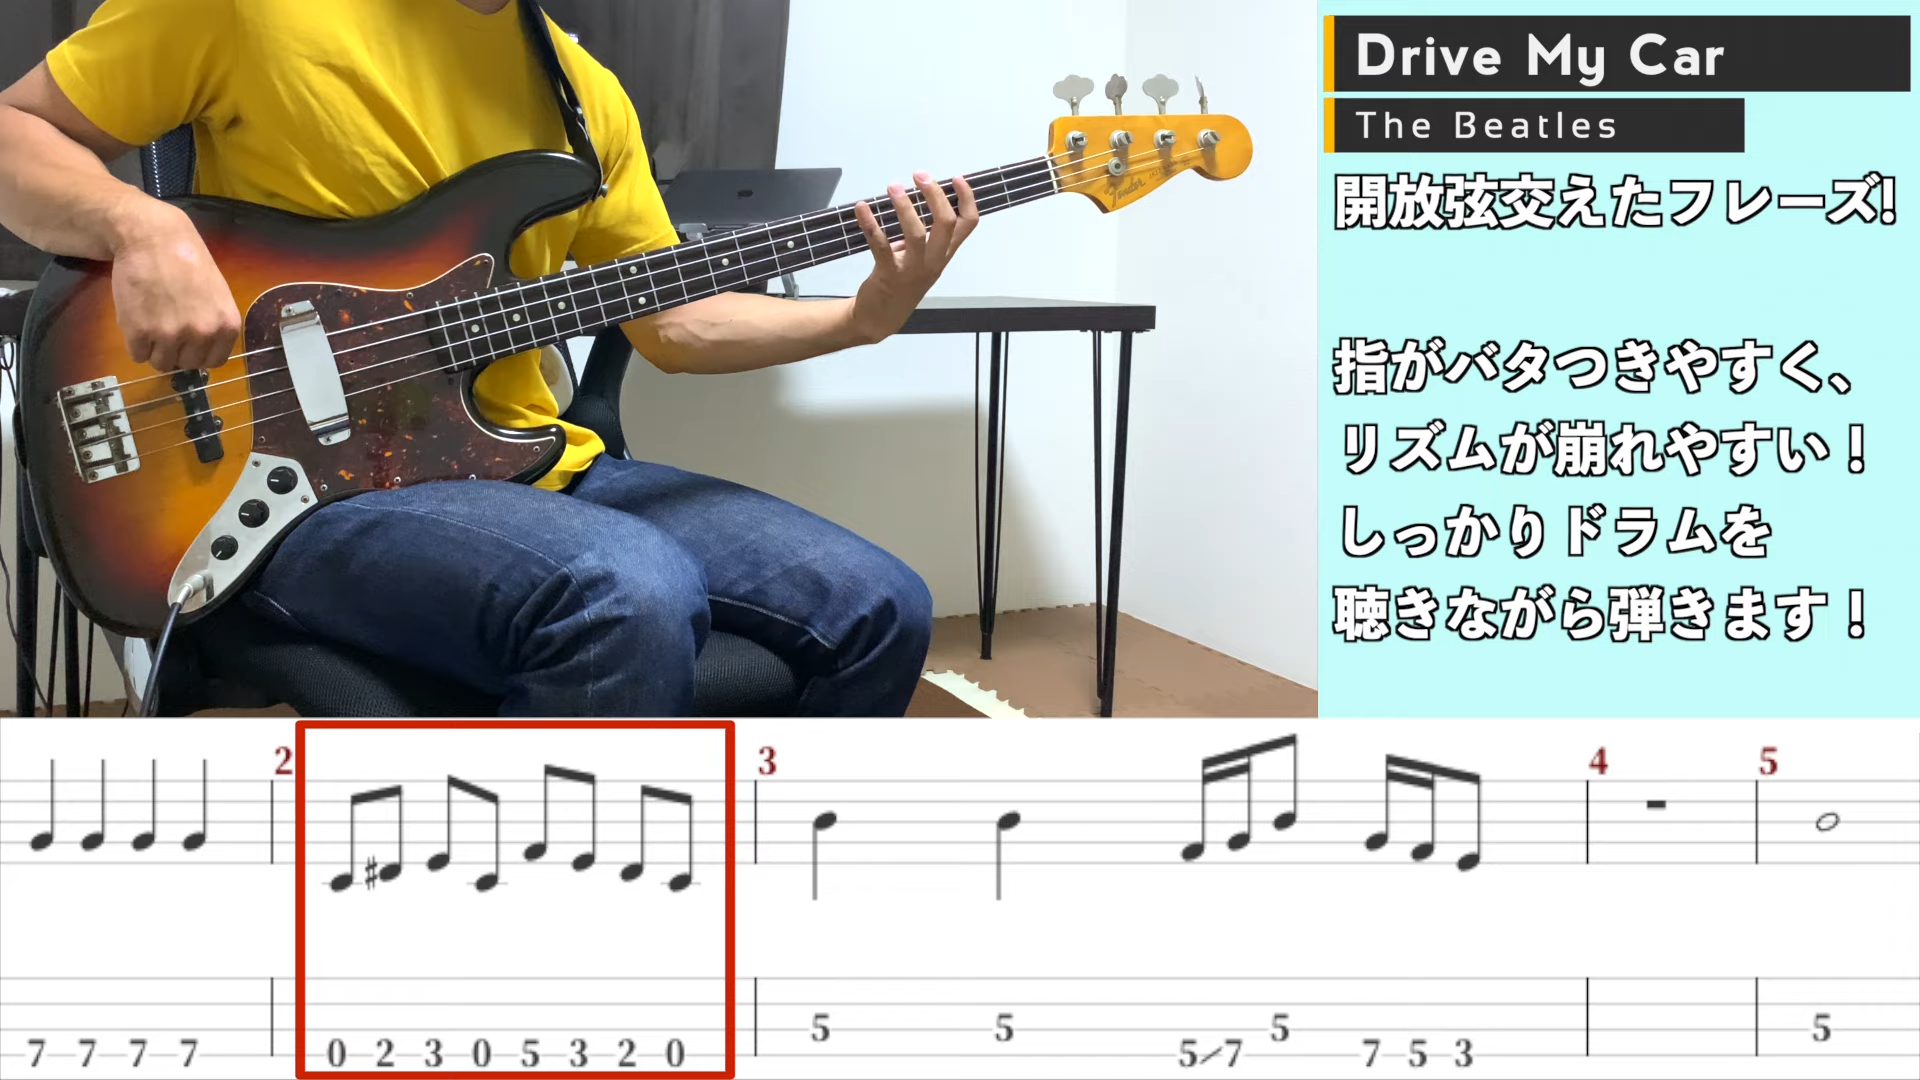 Drive My Car
The Beatles
開放弦交えたフレーズ!
Fender
指がバタつきやすく、
リズムが崩れやすい！
しっかりドラムを
聴きながら弾きます！
2 3 4 5
5 5 5 5
7 7 7 7 0 2 3 0 5 3 2 0 5/7 7 5 3